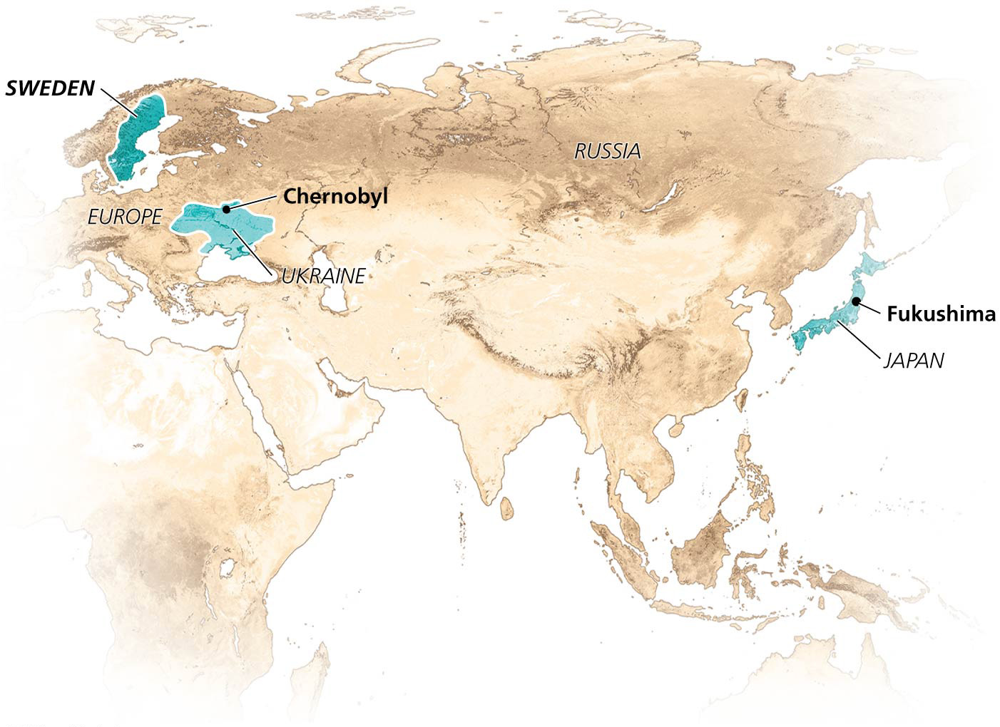 SWEDEN
RUSSIA
Chernobyl
EUROPE
UKRAINE
Fukushima
JAPAN